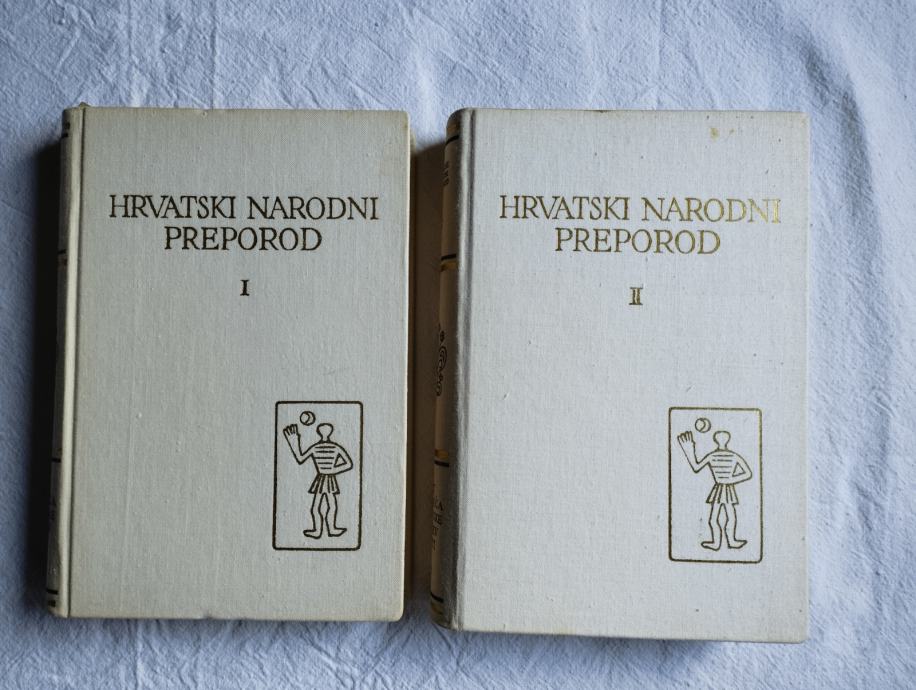 HRVATSKI NARODNI
PREPOROD
I
HRVATSKI NARODNI
PREPOROD
II